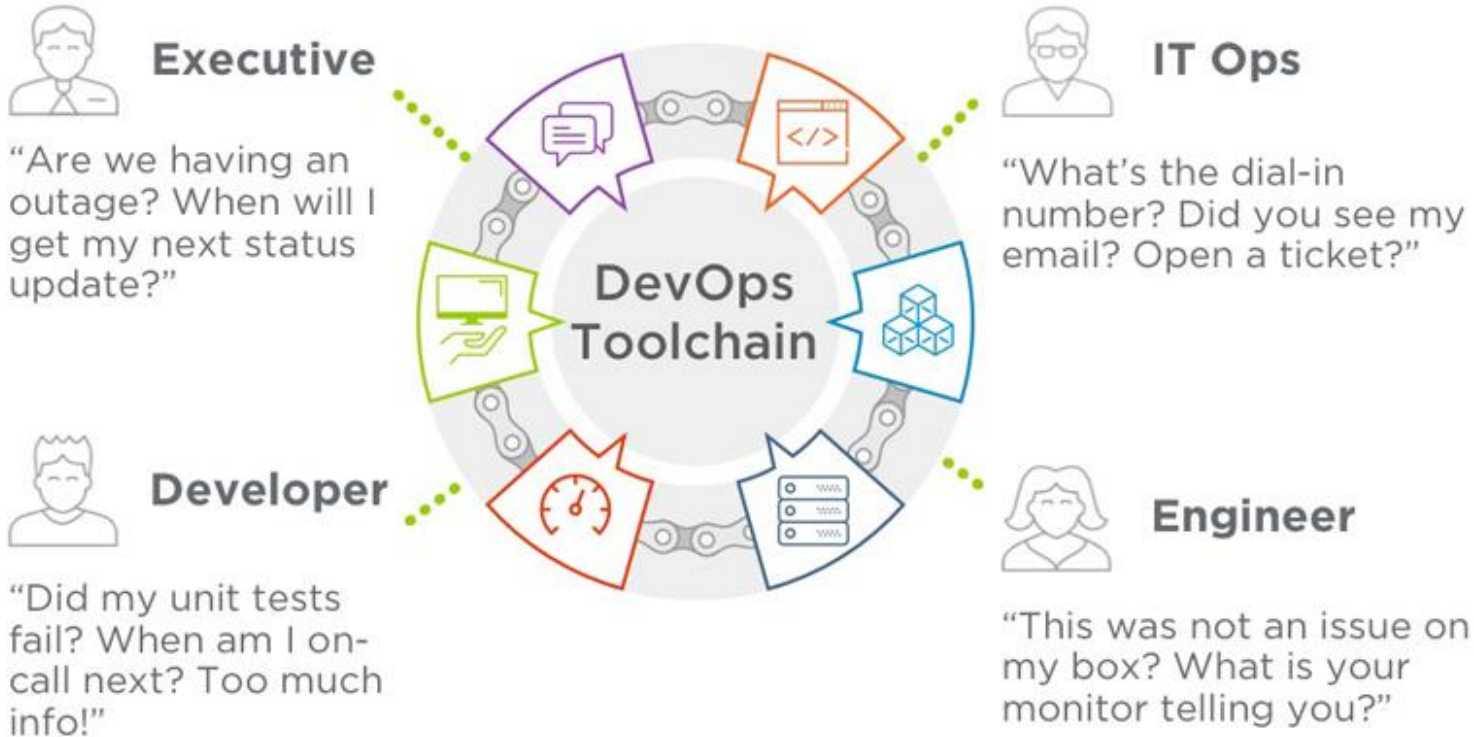 Executive
“Are we having an
outage? When will I
get my next status
update?”
IT Ops
“What’s the dial-in
number? Did you see my
email? Open a ticket?”
</>
DevOps
Toolchain
Developer
“Did my unit tests
fail? When am I on-
call next? Too much
info!”
Engineer
“This was not an issue on
my box? What is your
monitor telling you?”